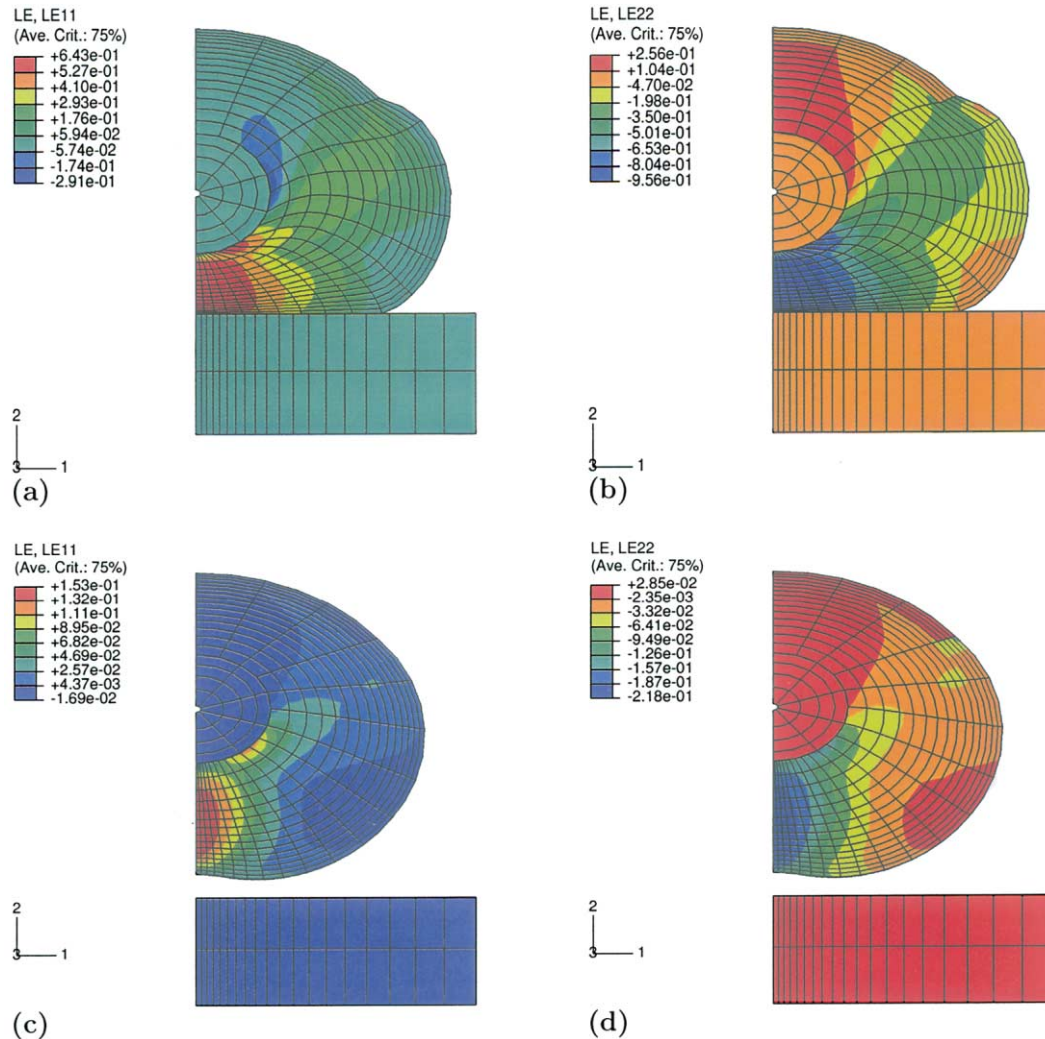 LE, LE11
(Ave. Crit.: 75%)
+6.43e-01
+5.27e-01
+4.10e-01
+2.93e-01
+1.76e-01
+5.94e-02
-5.74e-02
-1.74e-01
-2.91e-01
2
3
1
(a)
LE, LE22
(Ave. Crit.: 75%)
+2.56e-01
+1.04e-01
-4.70e-02
-1.98e-01
-3.50e-01
-5.01e-01
-6.53e-01
-8.04e-01
-9.56e-01
2
3
1
(b)
LE, LE11
(Ave. Crit.: 75%)
+1.53e-01
+1.32e-01
+1.11e-01
+8.95e-02
+6.82e-02
+4.69e-02
+2.57e-02
+4.37e-03
-1.69e-02
2
3
1
(c)
LE, LE22
(Ave. Crit.: 75%)
+2.85e-02
-2.35e-03
-3.32e-02
-6.41e-02
-9.49e-02
-1.26e-01
-1.57e-01
-1.87e-01
-2.18e-01
2
3
1
(d)